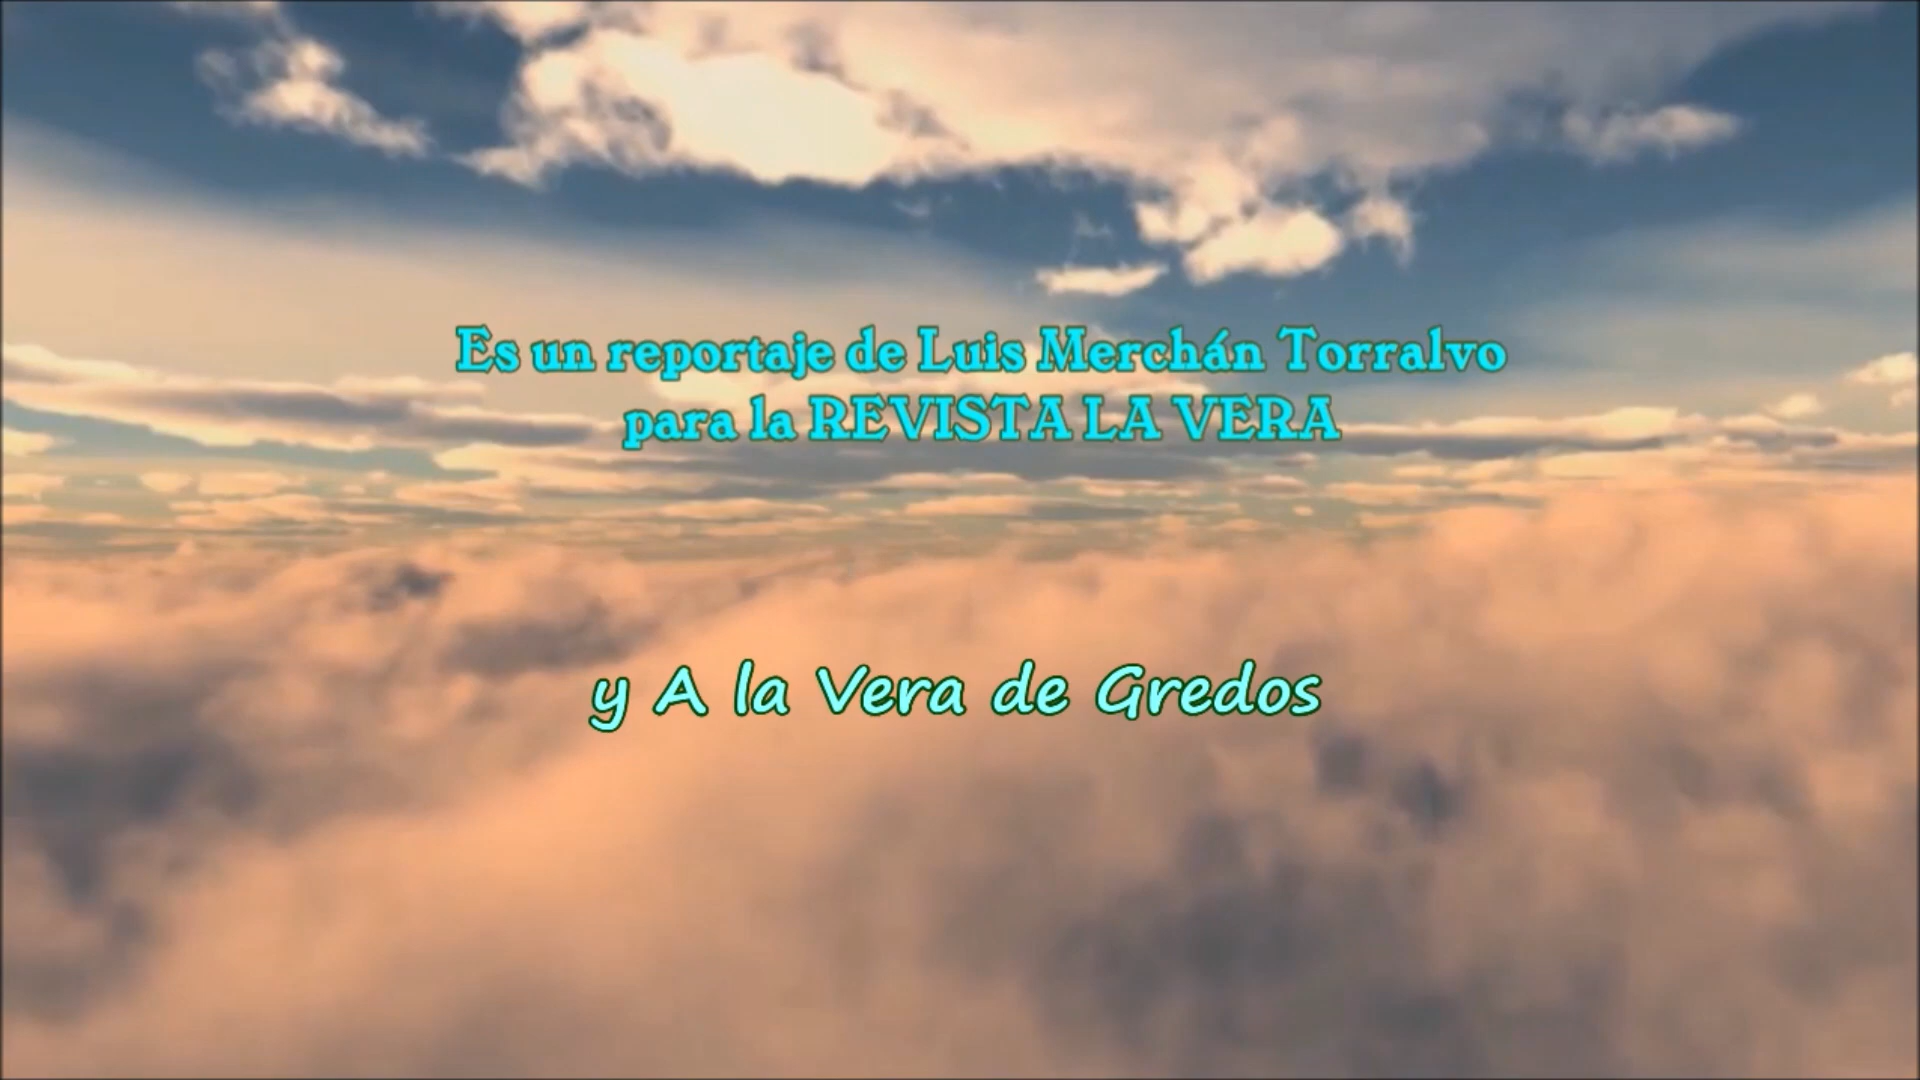 Es un reportaje de Luis Merchán Torralvo
para la REVISTA LA VERA
y A la Vera de Gredos